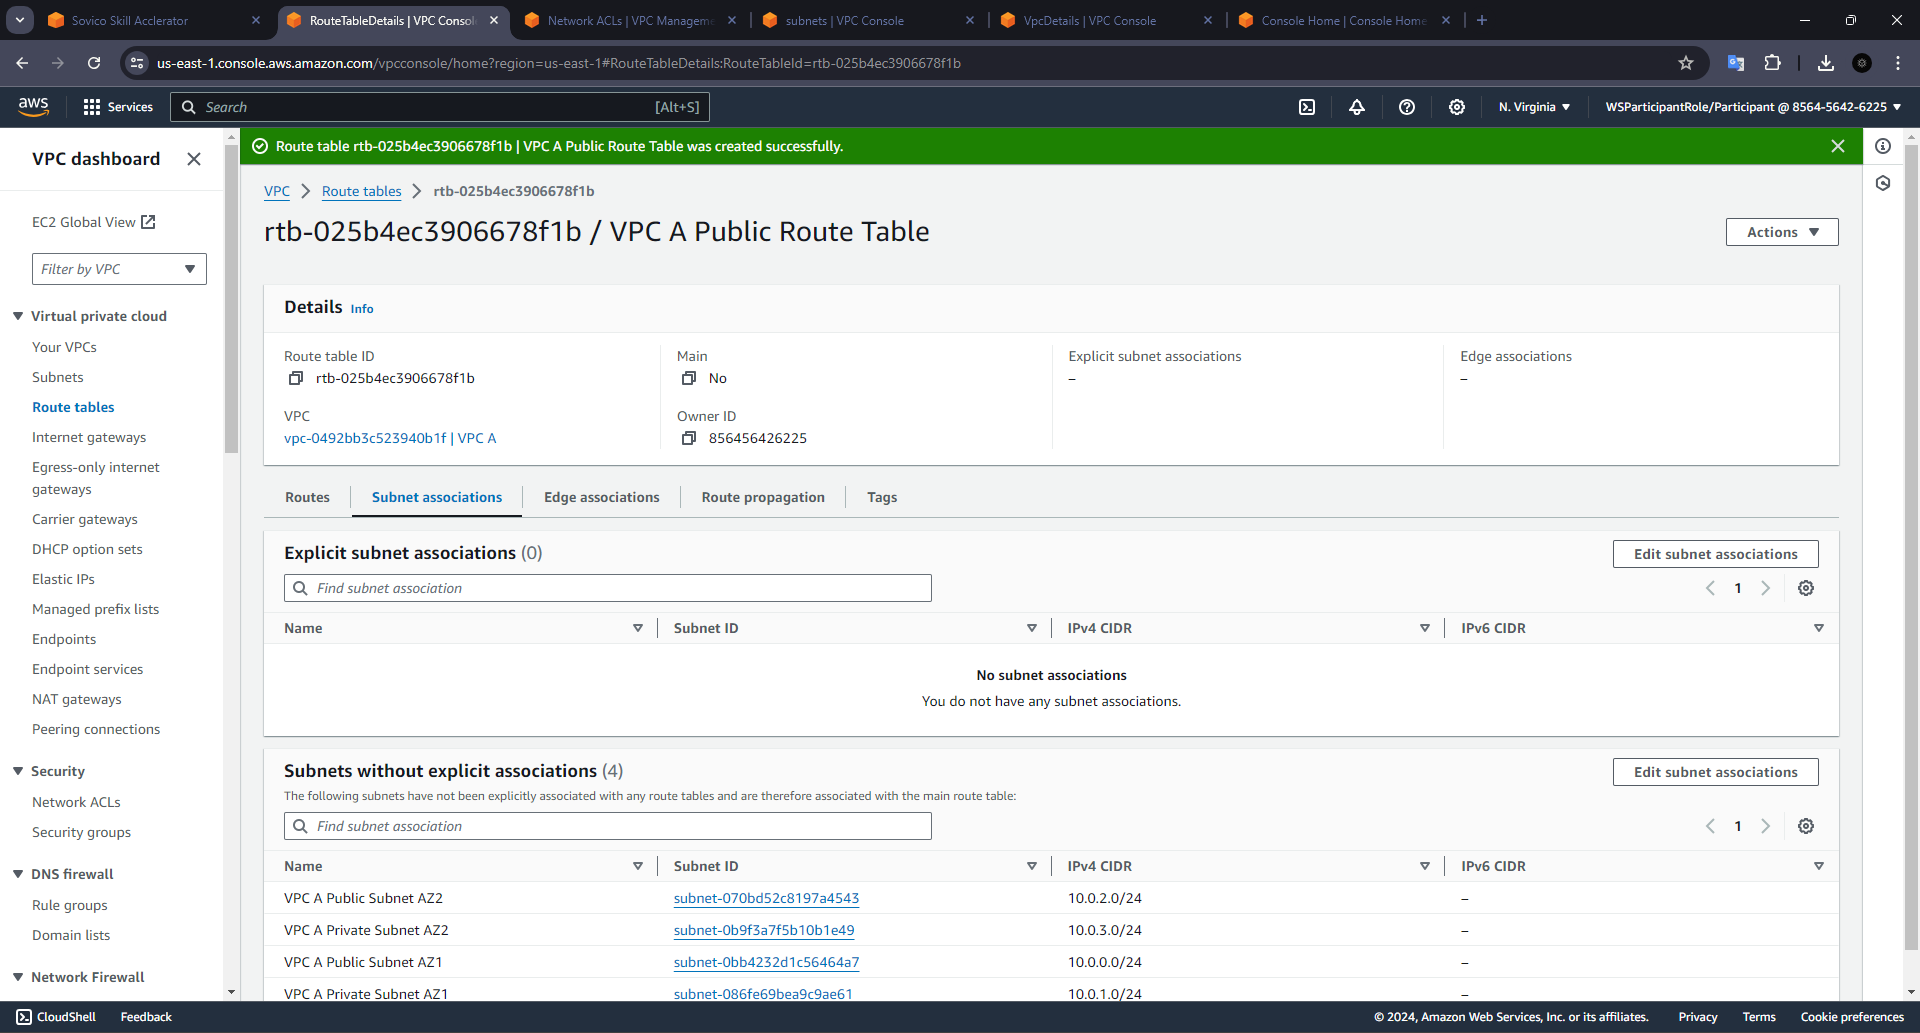 Sovico Skill Acclerator
RouteTableDetails | VPC Conso
Network ACLs | VPC Manageme
subnets | VPC Console
VpcDetails | VPC Console
Console Home | Console Home
us-east-1.console.aws.amazon.com/vpcconsole/home?region=us-east-1#RouteTableDetails:RouteTableId=rtb-025b4ec3906678f1b
aws
Services
Search
[Alt+S]
N. Virginia
WSParticipantRole/Participant @ 8564-5642-6225
VPC dashboard
EC2 Global View
Filter by VPC
Virtual private cloud
Your VPCs
Subnets
Route tables
Internet gateways
Egress-only internet
gateways
Carrier gateways
DHCP option sets
Elastic IPs
Managed prefix lists
Endpoints
Endpoint services
NAT gateways
Peering connections
Security
Network ACLs
Security groups
DNS firewall
Rule groups
Domain lists
Network Firewall
Route table rtb-025b4ec3906678f1b | VPC A Public Route Table was created successfully.
VPC
Route tables
rtb-025b4ec3906678f1b
rtb-025b4ec3906678f1b / VPC A Public Route Table
Actions
Details Info
Route table ID
rtb-025b4ec3906678f1b
Main
No
Explicit subnet associations
–
Edge associations
–
VPC
vpc-0492bb3c523940b1f | VPC A
Owner ID
856456426225
Routes
Subnet associations
Edge associations
Route propagation
Tags
Explicit subnet associations (0)
Edit subnet associations
Find subnet association
1
Name
Subnet ID
IPv4 CIDR
IPv6 CIDR
No subnet associations
You do not have any subnet associations.
Subnets without explicit associations (4)
Edit subnet associations
The following subnets have not been explicitly associated with any route tables and are therefore associated with the main route table:
Find subnet association
1
Name
Subnet ID
IPv4 CIDR
IPv6 CIDR
VPC A Public Subnet AZ2
subnet-070bd52c8197a4543
10.0.2.0/24
–
VPC A Private Subnet AZ2
subnet-0b9f3a7f5b10b1e49
10.0.3.0/24
–
VPC A Public Subnet AZ1
subnet-0bb4232d1c56464a7
10.0.0.0/24
–
VPC A Private Subnet AZ1
subnet-086fe69bea9c9ae61
10.0.1.0/24
–
CloudShell
Feedback
© 2024, Amazon Web Services, Inc. or its affiliates.
Privacy
Terms
Cookie preferences